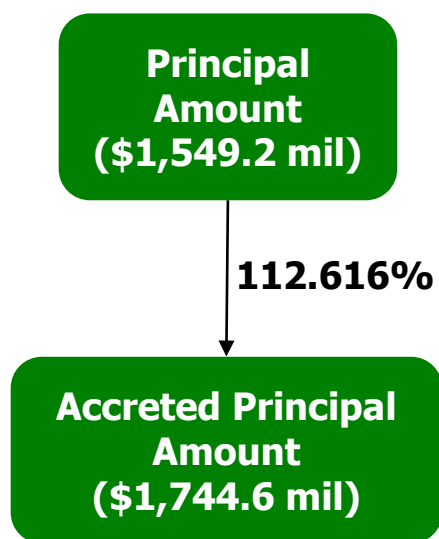 Principal
Amount
($1,549.2 mil)
112.616%
Accreted Principal
Amount
($1,744.6 mil)